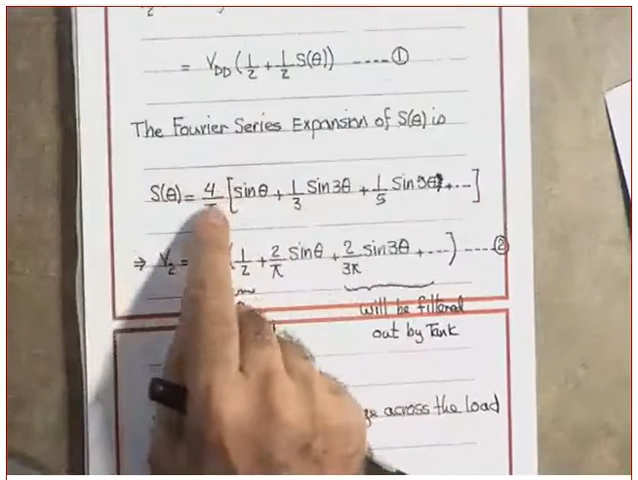 = V_DD (1/2 + 1/2 S(θ)) ----- ①
The Fourier Series Expansion of S(θ) is
S(θ) = 4/ [sinθ + 1/3 Sin3θ + 1/5 Sin5θ + ...]
⇒ V_2 = (1/2 + 2/π sinθ + 2/3π sin3θ + ...) ----- ②
will be filtered
out by Tank
across the load